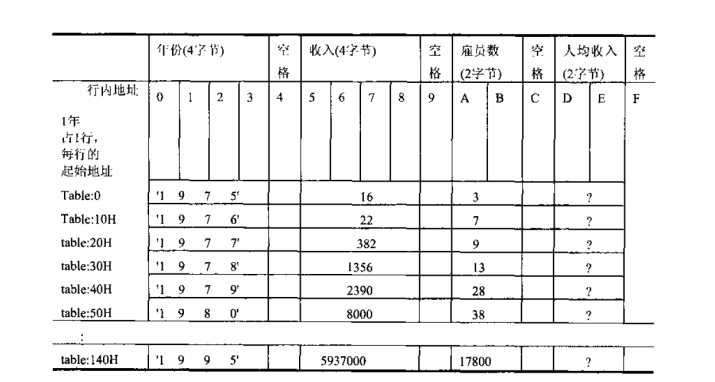 年份(4字节) 空格 收入(4字节) 空格 雇员数(2字节) 空格 人均收入(2字节) 空格
行内地址 0 1 2 3 4 5 6 7 8 9 A B C D E F
1年
占1行,
每行的
起始地址
Table:0 '1 9 7 5' 16 3 ?
Table:10H '1 9 7 6' 22 7 ?
table:20H '1 9 7 7' 382 9 ?
table:30H '1 9 7 8' 1356 13 ?
table:40H '1 9 7 9' 2390 28 ?
table:50H '1 9 8 0' 8000 38 ?
⋮
table:140H '1 9 9 5' 5937000 17800 ?